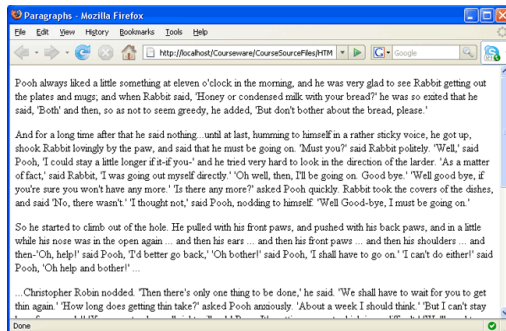 Paragraphs - Mozilla Firefox
File Edit View History Bookmarks Tools Help
http://localhost/Courseware/CourseSourceFiles/HTM
Google
Pooh always liked a little something at eleven o'clock in the morning, and he was very glad to see Rabbit getting out
the plates and mugs; and when Rabbit said, 'Honey or condensed milk with your bread?' he was so exited that he
said, 'Both' and then, so as not to seem greedy, he added, 'But don't bother about the bread, please.'
And for a long time after that he said nothing...until at last, humming to himself in a rather sticky voice, he got up,
shook Rabbit lovingly by the paw, and said that he must be going on. 'Must you?' said Rabbit politely. 'Well,' said
Pooh, 'I could stay a little longer if it-if you-' and he tried very hard to look in the direction of the larder. 'As a matter
of fact,' said Rabbit, 'I was going out myself directly.' 'Oh well, then, I'll be going on. Good bye.' 'Well good bye, if
you're sure you won't have any more.' 'Is there any more?' asked Pooh quickly. Rabbit took the covers of the dishes,
and said 'No, there wasn't.' 'I thought not,' said Pooh, nodding to himself. 'Well Good-bye, I must be going on.'
So he started to climb out of the hole. He pulled with his front paws, and pushed with his back paws, and in a little
while his nose was in the open again ... and then his ears ... and then his front paws ... and then his shoulders ... and
then-'Oh, help!' said Pooh, 'I'd better go back,' 'Oh bother!' said Pooh, 'I shall have to go on.' 'I can't do either!' said
Pooh, 'Oh help and bother!' ...
...Christopher Robin nodded. 'Then there's only one thing to be done,' he said. 'We shall have to wait for you to get
thin again.' 'How long does getting thin take?' asked Pooh anxiously. 'About a week I should think.' 'But I can't stay
Done